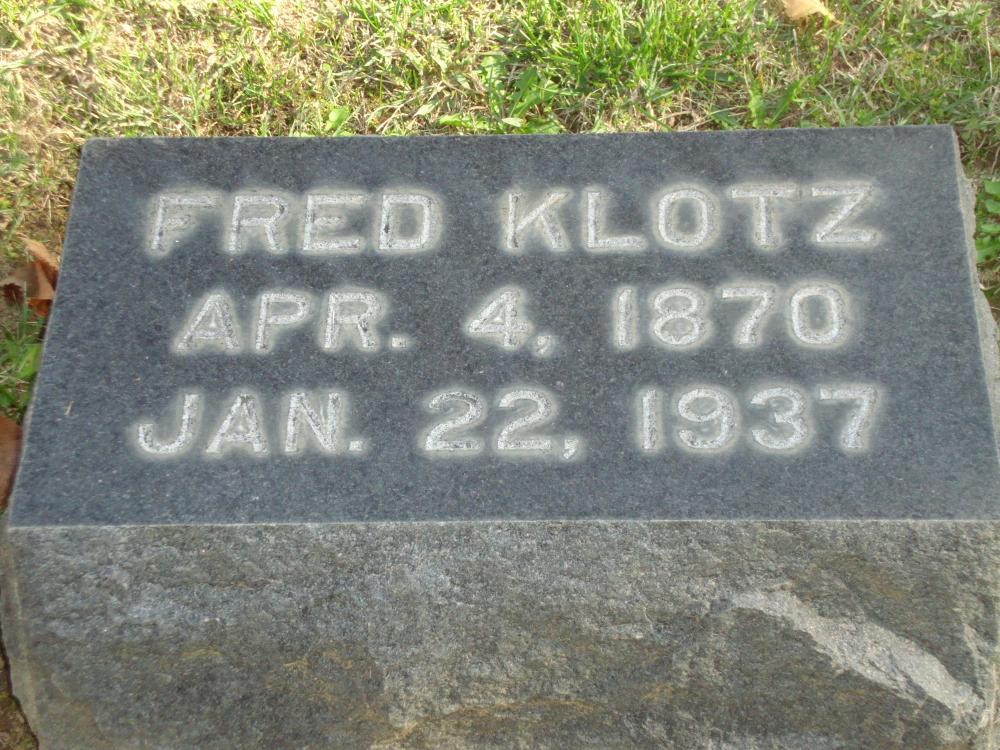 FRED KLOTZ
APR. 4, 1870
JAN. 22, 1937